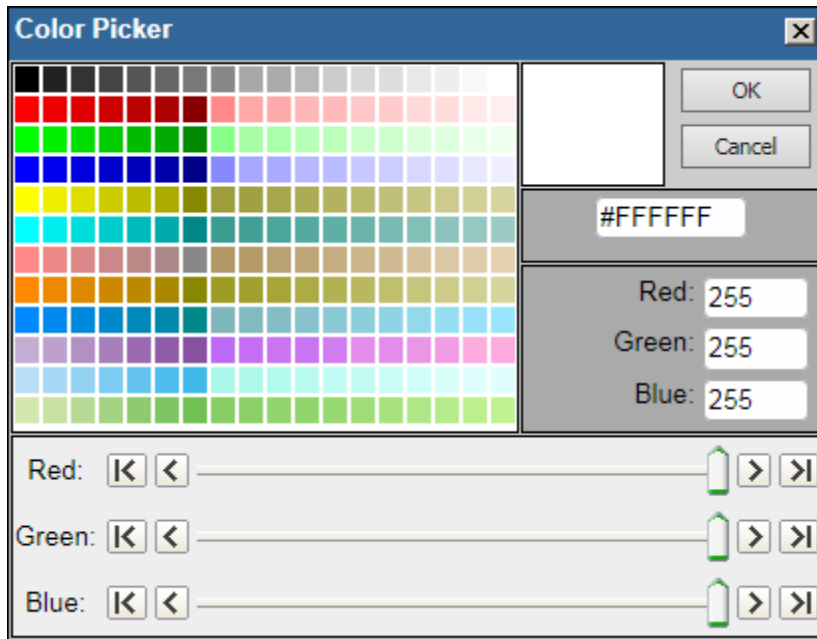 Color Picker
OK
Cancel
#FFFFFF
Red: 255
Green: 255
Blue: 255
Red:
Green:
Blue: